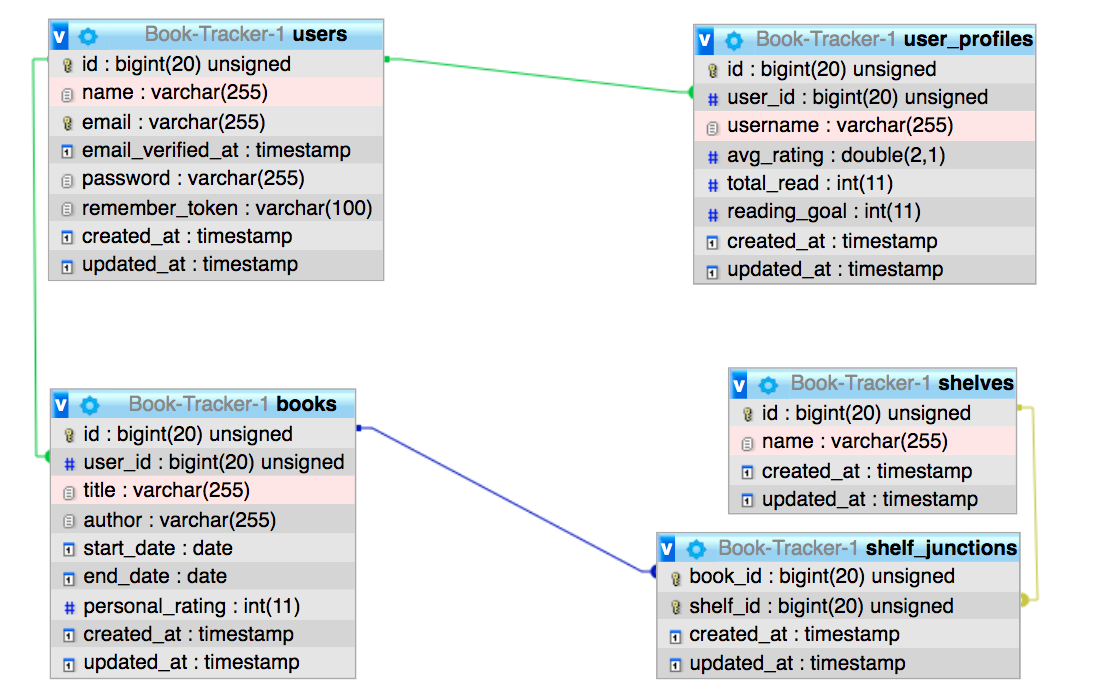 Book-Tracker-1 users
id : bigint(20) unsigned
name : varchar(255)
email : varchar(255)
email_verified_at : timestamp
password : varchar(255)
remember_token : varchar(100)
created_at : timestamp
updated_at : timestamp
Book-Tracker-1 user_profiles
id : bigint(20) unsigned
user_id : bigint(20) unsigned
username : varchar(255)
avg_rating : double(2,1)
total_read : int(11)
reading_goal : int(11)
created_at : timestamp
updated_at : timestamp
Book-Tracker-1 books
id : bigint(20) unsigned
user_id : bigint(20) unsigned
title : varchar(255)
author : varchar(255)
start_date : date
end_date : date
personal_rating : int(11)
created_at : timestamp
updated_at : timestamp
Book-Tracker-1 shelves
id : bigint(20) unsigned
name : varchar(255)
created_at : timestamp
updated_at : timestamp
Book-Tracker-1 shelf_junctions
book_id : bigint(20) unsigned
shelf_id : bigint(20) unsigned
created_at : timestamp
updated_at : timestamp